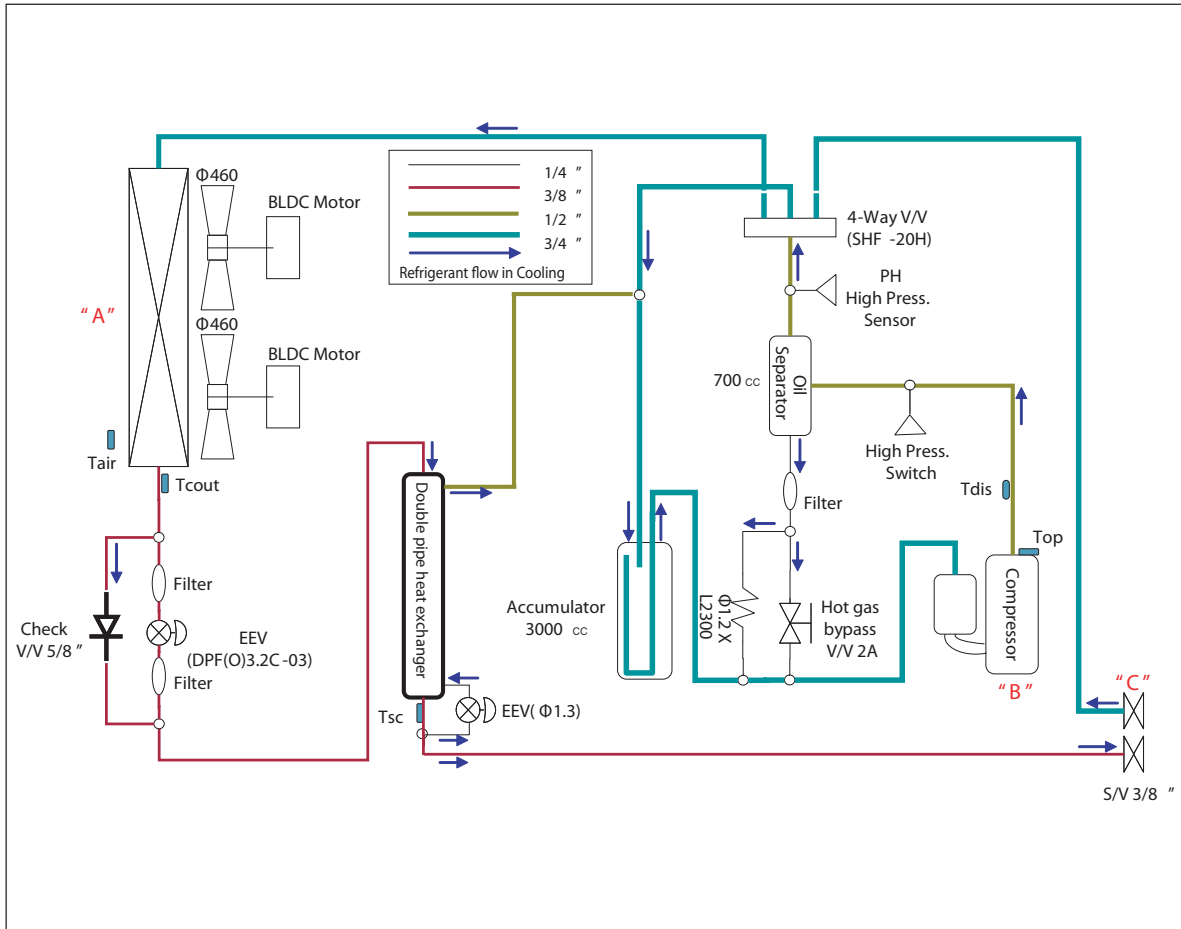 Φ460
BLDC Motor
"A"
Φ460
BLDC Motor
Tair
Tcout
Filter
Check
V/V 5/8 "
EEV
(DPF(O)3.2C-03)
Filter
1/4 "
3/8 "
1/2 "
3/4 "
Refrigerant flow in Cooling
Double pipe heat exchanger
Tsc
EEV( Φ1.3)
Accumulator
3000 cc
4-Way V/V
(SHF -20H)
PH
High Press.
Sensor
700 cc
Oil
Separator
High Press.
Switch
Filter
Tdis
Top
Φ1.2 X
L2300
Hot gas
bypass
V/V 2A
Compressor
"B"
"C"
S/V 3/8 "